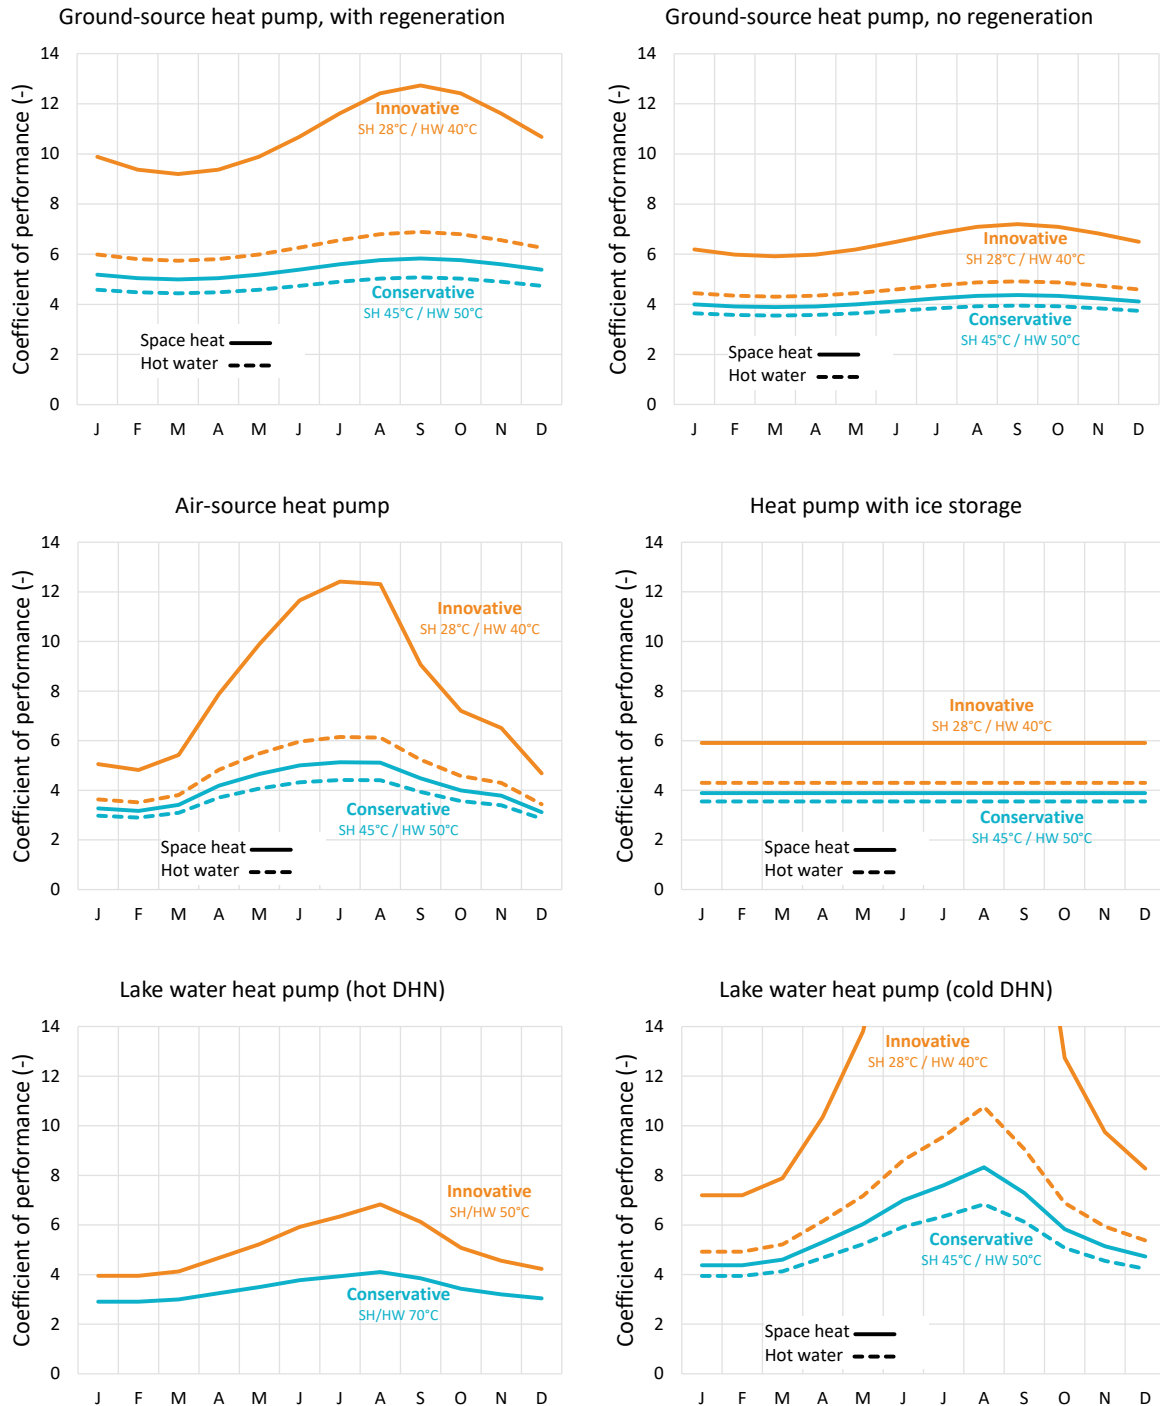 Ground-source heat pump, with regeneration
Coefficient of performance (-)
14
12
10
8
6
4
2
0
Innovative
SH 28°C / HW 40°C
Conservative
SH 45°C / HW 50°C
Space heat
Hot water
J F M A M J J A S O N D
Ground-source heat pump, no regeneration
Coefficient of performance (-)
14
12
10
8
6
4
2
0
Innovative
SH 28°C / HW 40°C
Conservative
SH 45°C / HW 50°C
Space heat
Hot water
J F M A M J J A S O N D
Air-source heat pump
Coefficient of performance (-)
14
12
10
8
6
4
2
0
Innovative
SH 28°C / HW 40°C
Conservative
SH 45°C / HW 50°C
Space heat
Hot water
J F M A M J J A S O N D
Heat pump with ice storage
Coefficient of performance (-)
14
12
10
8
6
4
2
0
Innovative
SH 28°C / HW 40°C
Conservative
SH 45°C / HW 50°C
Space heat
Hot water
J F M A M J J A S O N D
Lake water heat pump (hot DHN)
Coefficient of performance (-)
14
12
10
8
6
4
2
0
Innovative
SH/HW 50°C
Conservative
SH/HW 70°C
J F M A M J J A S O N D
Lake water heat pump (cold DHN)
Coefficient of performance (-)
14
12
10
8
6
4
2
0
Innovative
SH 28°C / HW 40°C
Conservative
SH 45°C / HW 50°C
Space heat
Hot water
J F M A M J J A S O N D